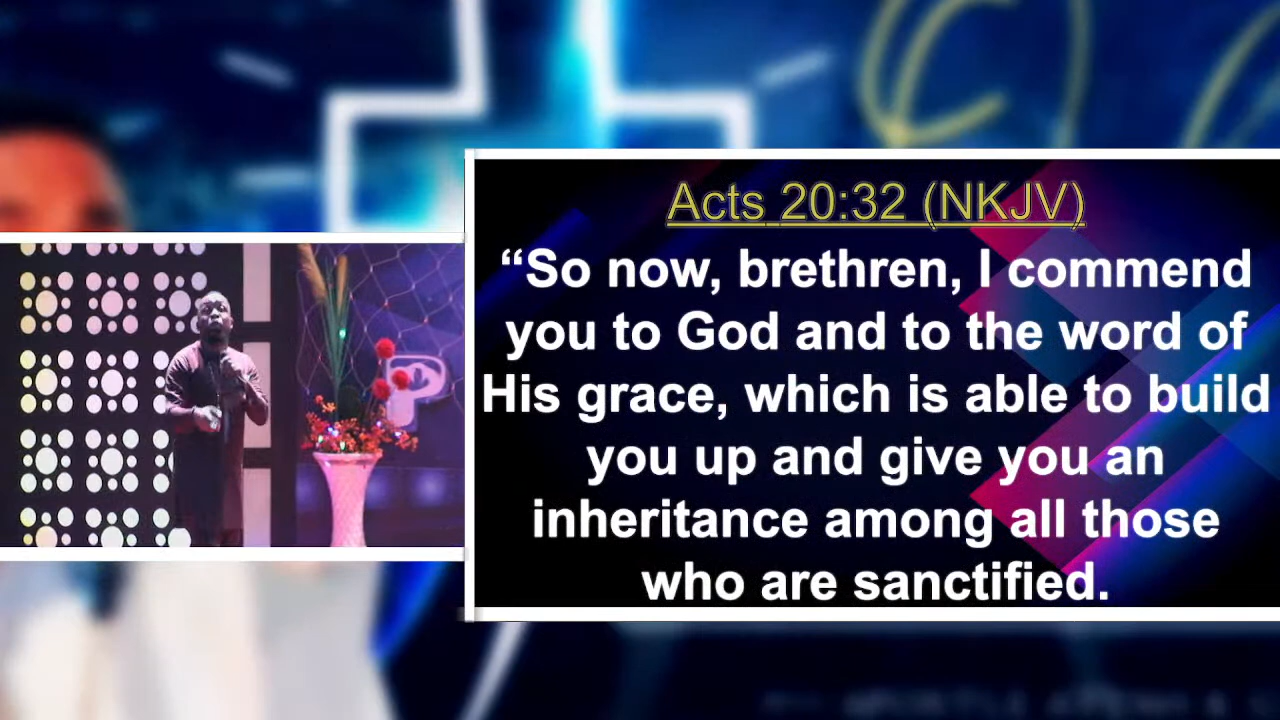 Acts 20:32 (NKJV)
“So now, brethren, I commend
you to God and to the word of
His grace, which is able to build
you up and give you an
inheritance among all those
who are sanctified.
P